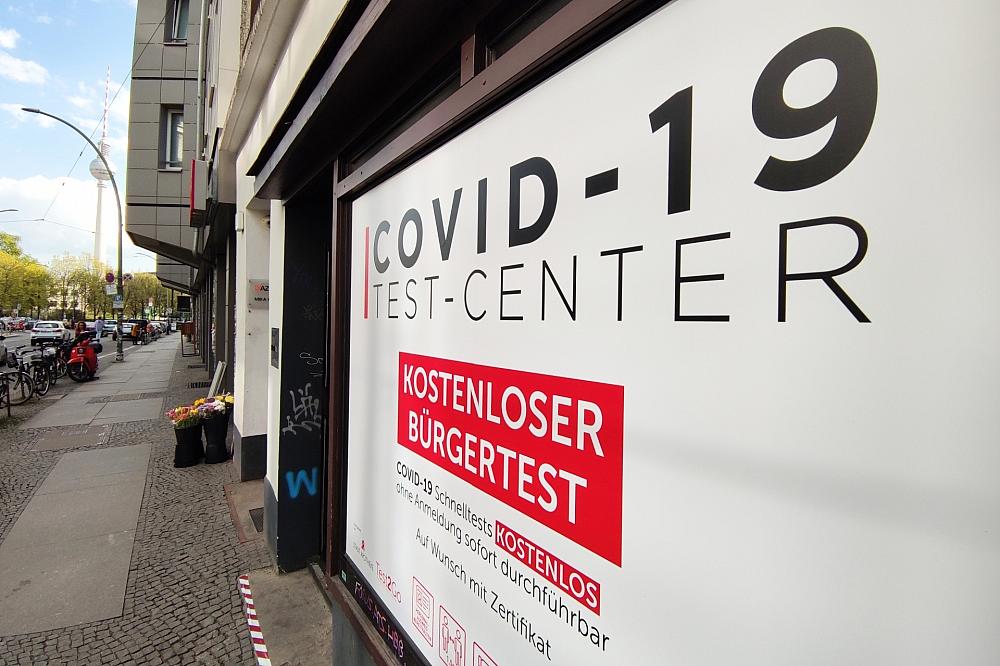 COVID-19
TEST-CENTER
KOSTENLOSER
BÜRGERTEST
COVID-19 Schnelltests KOSTENLOS
ohne Anmeldung sofort durchführbar
Auf Wunsch mit Zertifikat
Test2Go
W